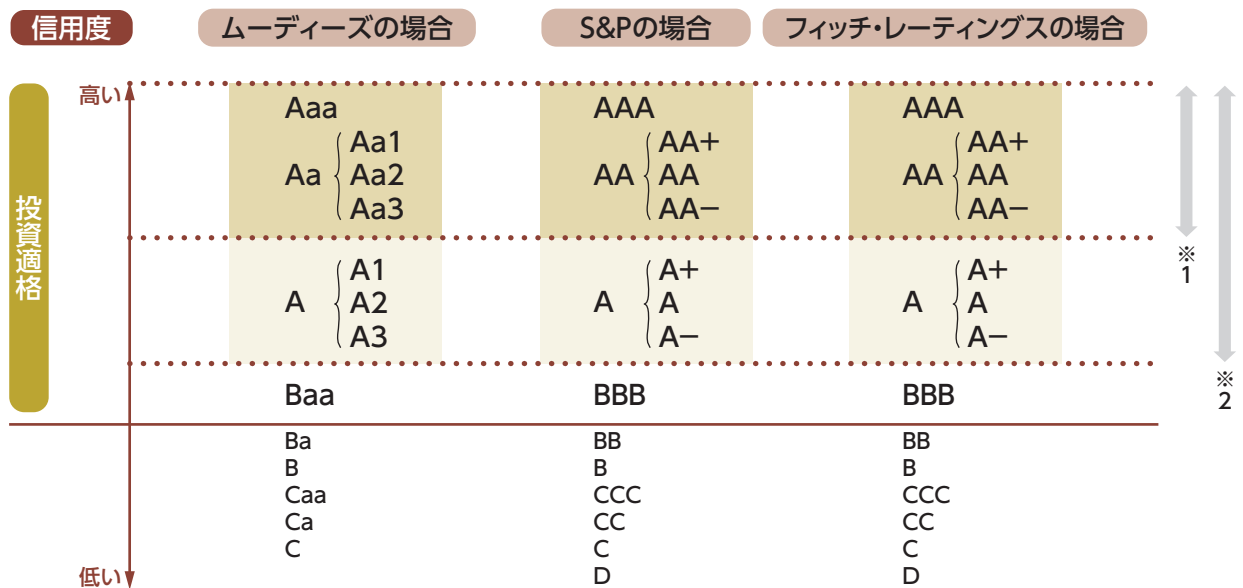 信用度 ムーディーズの場合 S&Pの場合 フィッチ・レーティングスの場合
高い
投資適格
Aaa AAA AAA
Aa1 AA+ AA+
Aa Aa2 AA AA AA AA
Aa3 AA− AA−
※1
A1 A+ A+
A A2 A A A A
A3 A− A−
※2
Baa BBB BBB
Ba BB BB
B B B
Caa CCC CCC
Ca CC CC
C C C
低い D D